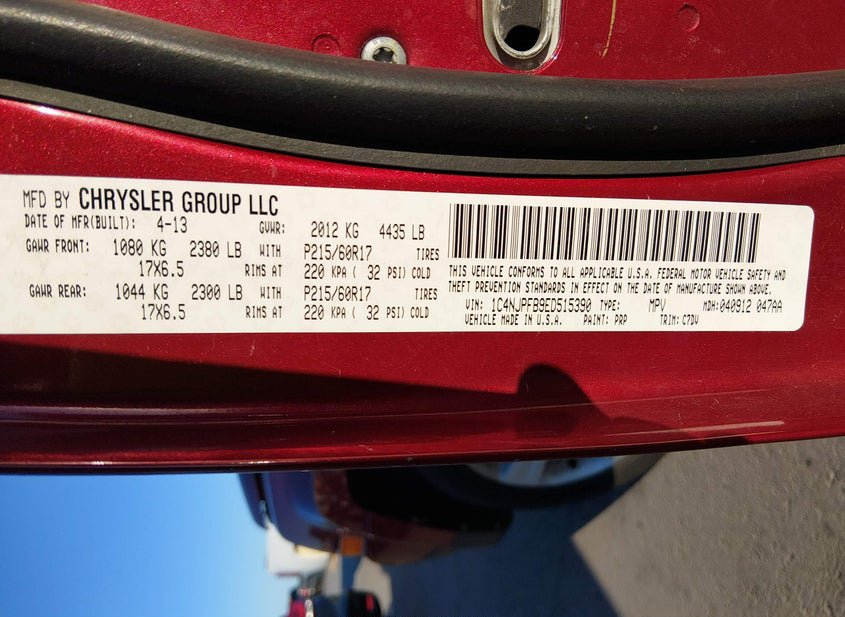 MFD BY CHRYSLER GROUP LLC
DATE OF MFR(BUILT): 4-13 GVWR: 2012 KG 4435 LB
GAWR FRONT: 1080 KG 2380 LB WITH P215/60R17 TIRES
17X6.5 RIMS AT 220 KPA ( 32 PSI) COLD
GAWR REAR: 1044 KG 2300 LB WITH P215/60R17 TIRES
17X6.5 RIMS AT 220 KPA ( 32 PSI) COLD
THIS VEHICLE CONFORMS TO ALL APPLICABLE U.S.A. FEDERAL MOTOR VEHICLE SAFETY AND
THEFT PREVENTION STANDARDS IN EFFECT ON THE DATE OF MANUFACTURE SHOWN ABOVE.
VIN: 1C4NJPFB9ED515390 TYPE: MPV MDH:040912 047AA
VEHICLE MADE IN U.S.A. PAINT: PRP TRIM: C7DV